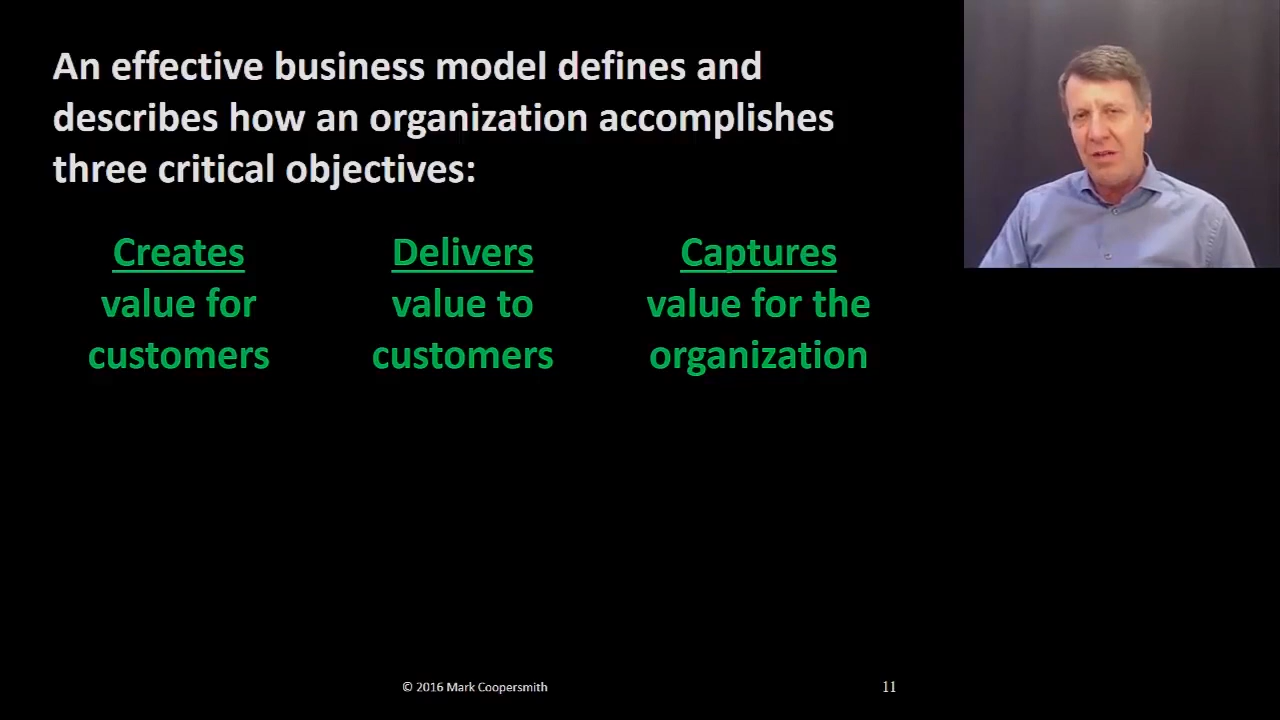 An effective business model defines and
describes how an organization accomplishes
three critical objectives:
Creates
value for
customers
Delivers
value to
customers
Captures
value for the
organization
© 2016 Mark Coopersmith
11